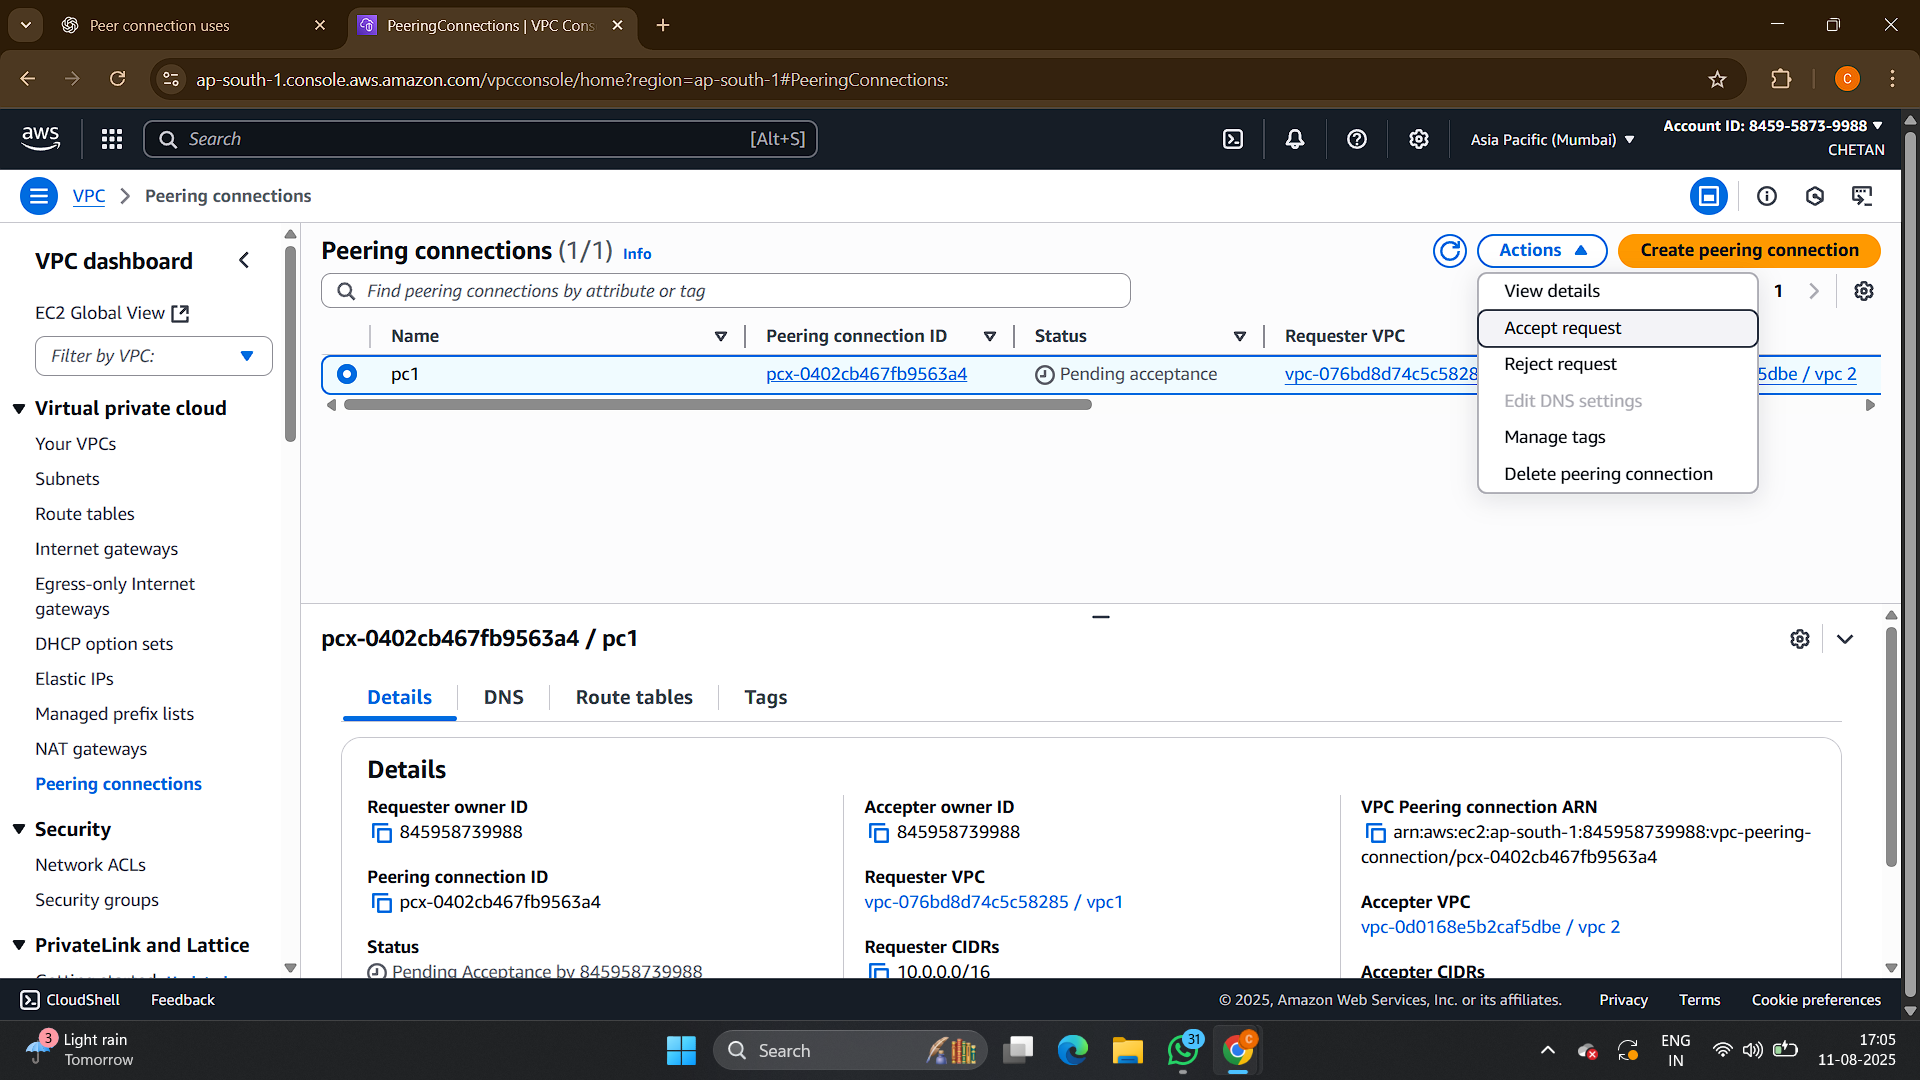 Peer connection uses
PeeringConnections | VPC Cons
ap-south-1.console.aws.amazon.com/vpcconsole/home?region=ap-south-1#PeeringConnections:
C
aws
Search
[Alt+S]
Asia Pacific (Mumbai)
Account ID: 8459-5873-9988
CHETAN
VPC
Peering connections
VPC dashboard
EC2 Global View
Filter by VPC:
Virtual private cloud
Your VPCs
Subnets
Route tables
Internet gateways
Egress-only Internet
gateways
DHCP option sets
Elastic IPs
Managed prefix lists
NAT gateways
Peering connections
Security
Network ACLs
Security groups
PrivateLink and Lattice
Peering connections (1/1) Info
Actions
Create peering connection
Find peering connections by attribute or tag
1
View details
Accept request
Reject request
Edit DNS settings
Manage tags
Delete peering connection
Name
Peering connection ID
Status
Requester VPC
pc1
pcx-0402cb467fb9563a4
Pending acceptance
vpc-076bd8d74c5c5828
5dbe / vpc 2
pcx-0402cb467fb9563a4 / pc1
Details
DNS
Route tables
Tags
Details
Requester owner ID
845958739988
Peering connection ID
pcx-0402cb467fb9563a4
Status
Pending Acceptance by 845958739988
Accepter owner ID
845958739988
Requester VPC
vpc-076bd8d74c5c58285 / vpc1
Requester CIDRs
10.0.0.0/16
VPC Peering connection ARN
arn:aws:ec2:ap-south-1:845958739988:vpc-peering-
connection/pcx-0402cb467fb9563a4
Accepter VPC
vpc-0d0168e5b2caf5dbe / vpc 2
Accepter CIDRs
CloudShell
Feedback
© 2025, Amazon Web Services, Inc. or its affiliates.
Privacy
Terms
Cookie preferences
3
Light rain
Tomorrow
Search
31
C
ENG
IN
17:05
11-08-2025